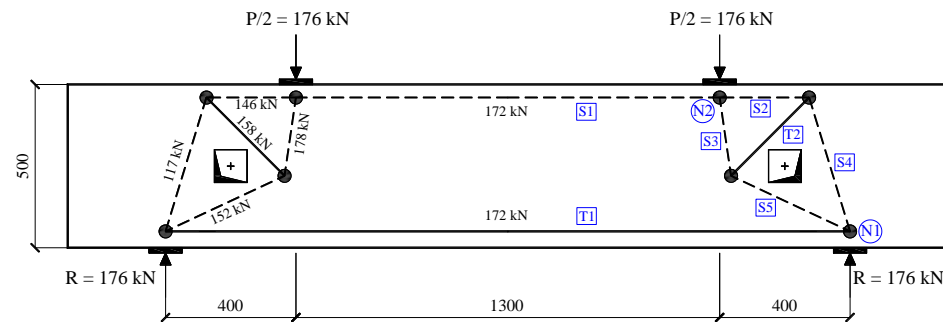 P/2 = 176 kN
P/2 = 176 kN
146 kN
172 kN
S1
N2
S2
158 kN
178 kN
S3
T2
117 kN
S4
152 kN
S5
172 kN
T1
N1
500
R = 176 kN
R = 176 kN
400
1300
400